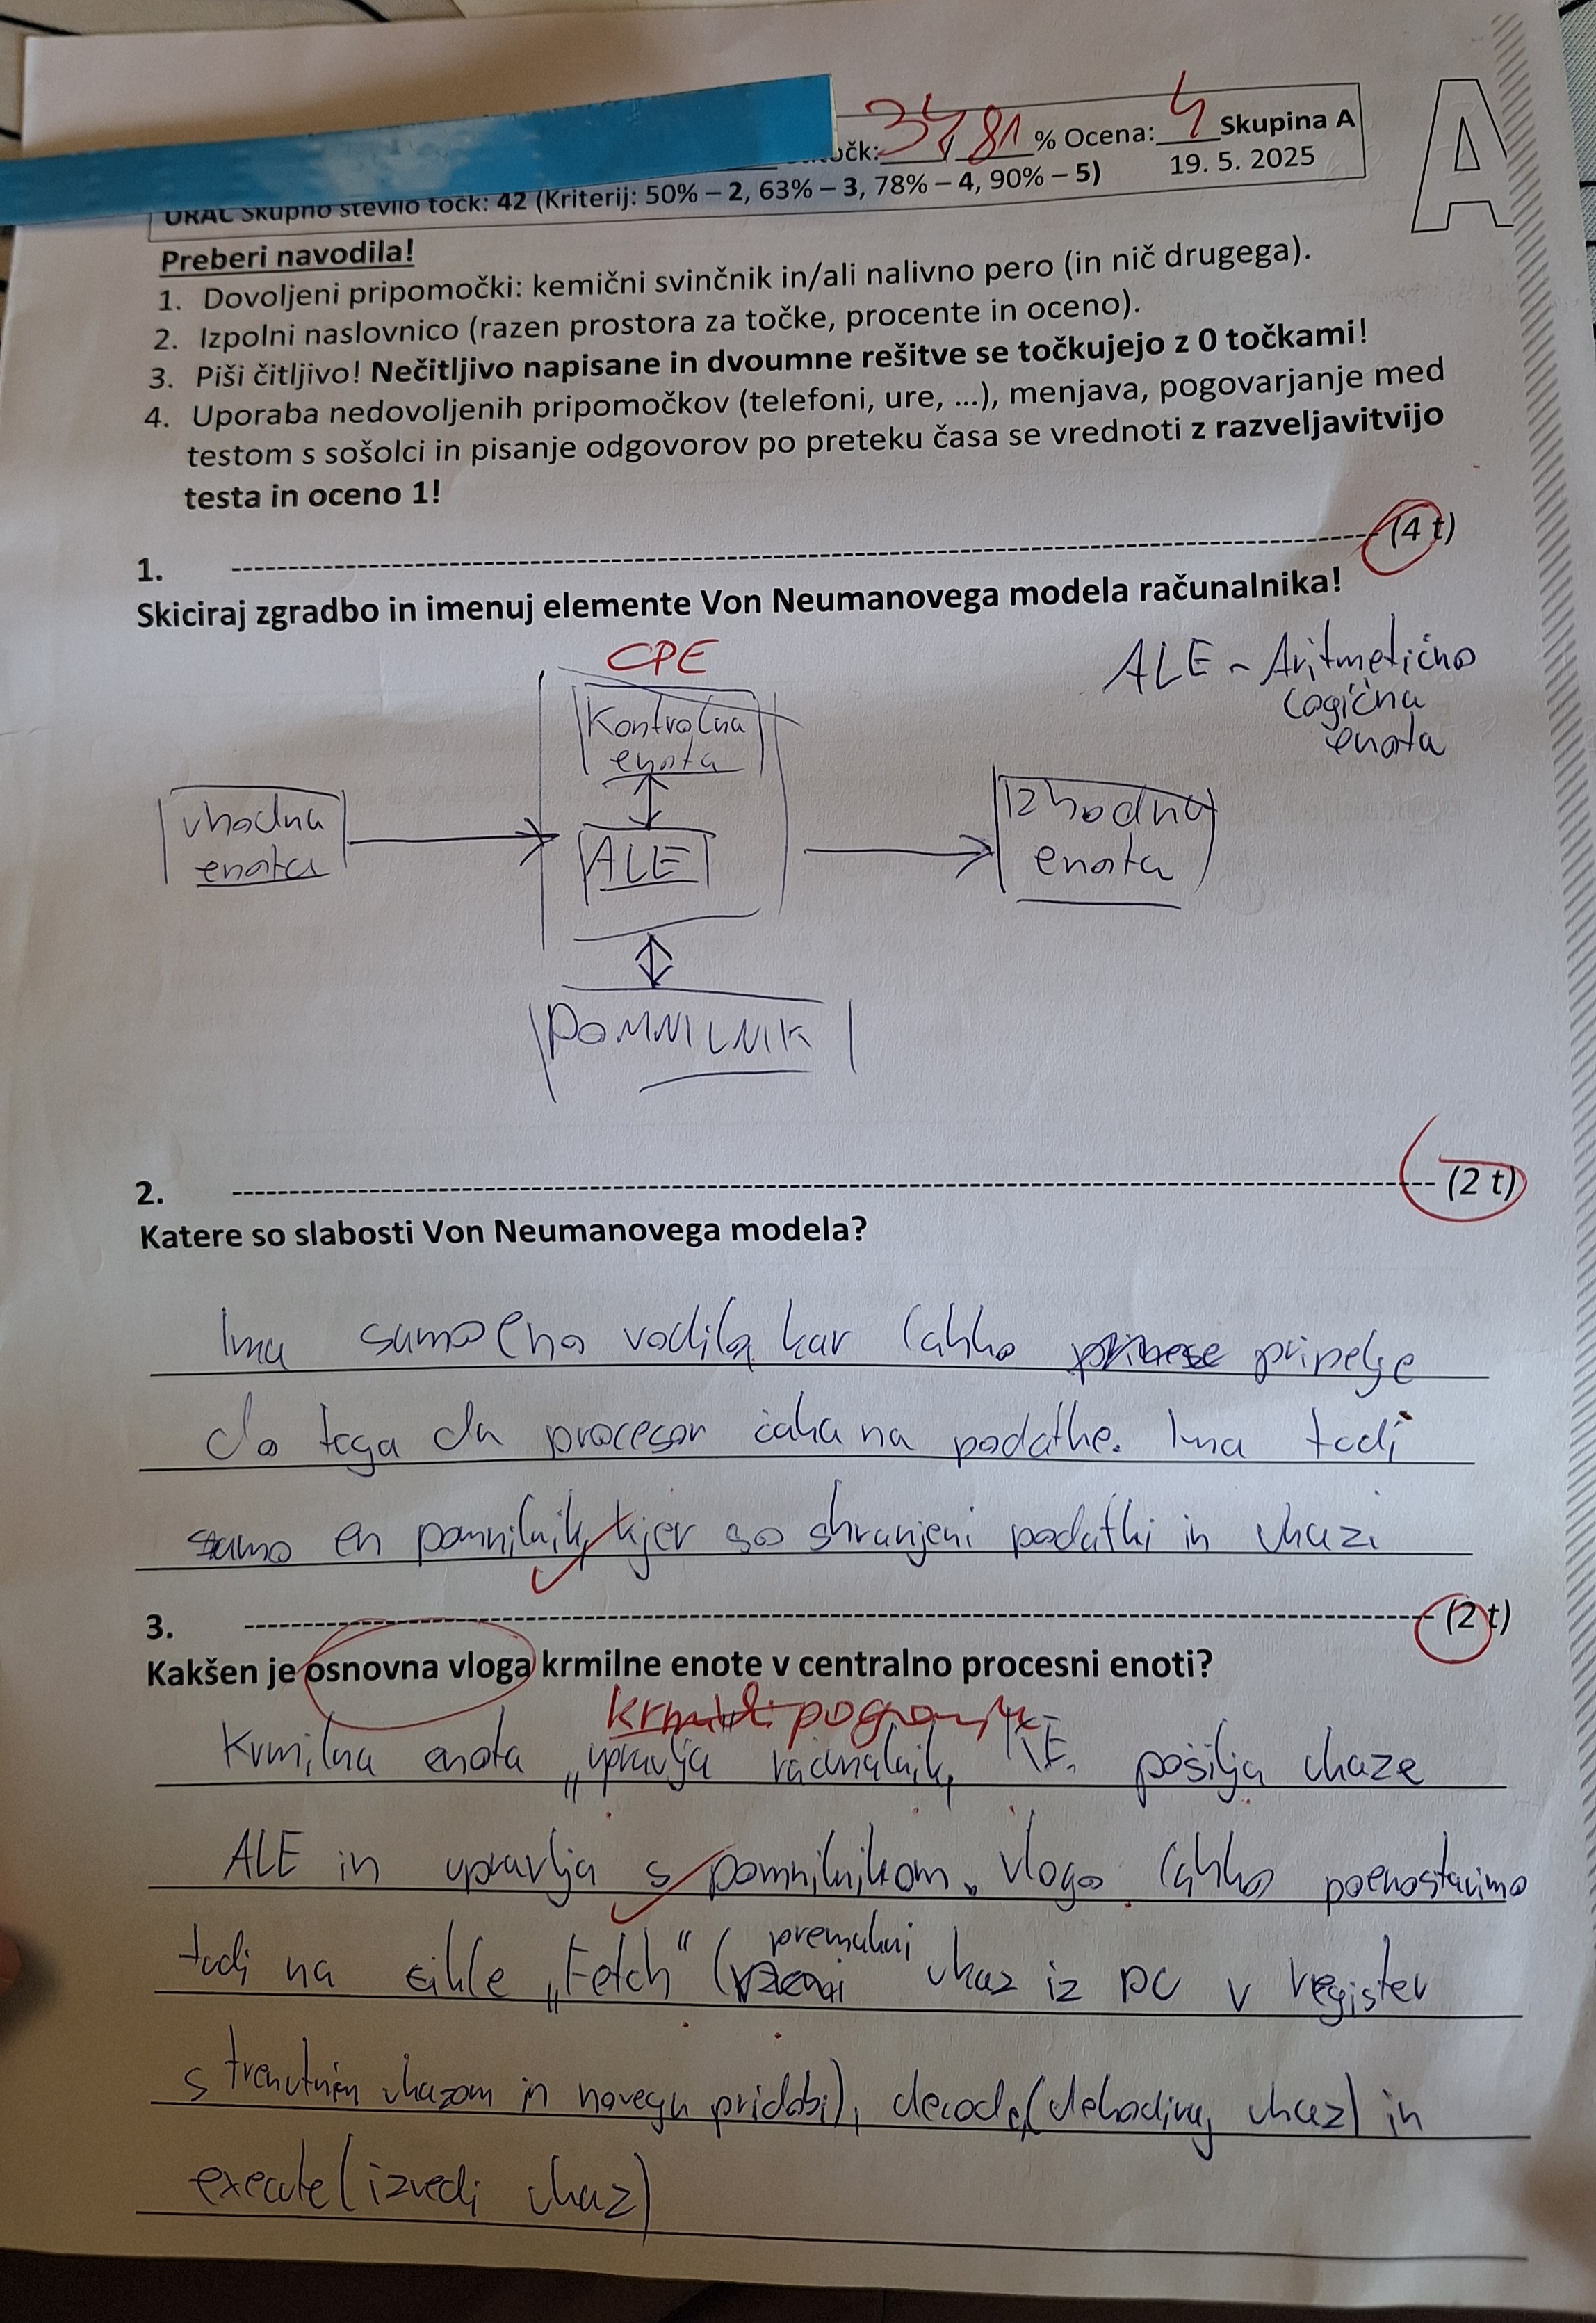 očk: 34 81 % Ocena: 4 Skupina A
19. 5. 2025
URAC Skupno število točk: 42 (Kriterij: 50% – 2, 63% – 3, 78% – 4, 90% – 5)
A
Preberi navodila!
1. Dovoljeni pripomočki: kemični svinčnik in/ali nalivno pero (in nič drugega).
2. Izpolni naslovnico (razen prostora za točke, procente in oceno).
3. Piši čitljivo! Nečitljivo napisane in dvoumne rešitve se točkujejo z 0 točkami!
4. Uporaba nedovoljenih pripomočkov (telefoni, ure, ...), menjava, pogovarjanje med
testom s sošolci in pisanje odgovorov po preteku časa se vrednoti z razveljavitvijo
testa in oceno 1!
1. (4 t)
Skiciraj zgradbo in imenuj elemente Von Neumanovega modela računalnika!
CPE
ALE - Aritmetično
logična
enota
Kontrolna
enota
vhodna
enota
ALE
Izhodna
enota
POMNILNIK
2. (2 t)
Katere so slabosti Von Neumanovega modela?
Ima samo eno vodilo, kar lahko pripelje
do tega da procesor čaka na podatke. Ima tudi
samo en pomnilnik, kjer so shranjeni podatki in ukazi
3. (2 t)
Kakšen je osnovna vloga krmilne enote v centralno procesni enoti?
Krmilna enota „upravlja računalnik, KE. pošilja ukaze
ALE in upravlja s pomnilnikom. Vlogo lahko poenostavimo
tudi na cikle „Fetch“ (premakni ukaz iz PC v register
s trenutnim ukazom in novega pridobi), decode (dekodiraj ukaz) in
execute (izvedi ukaz)